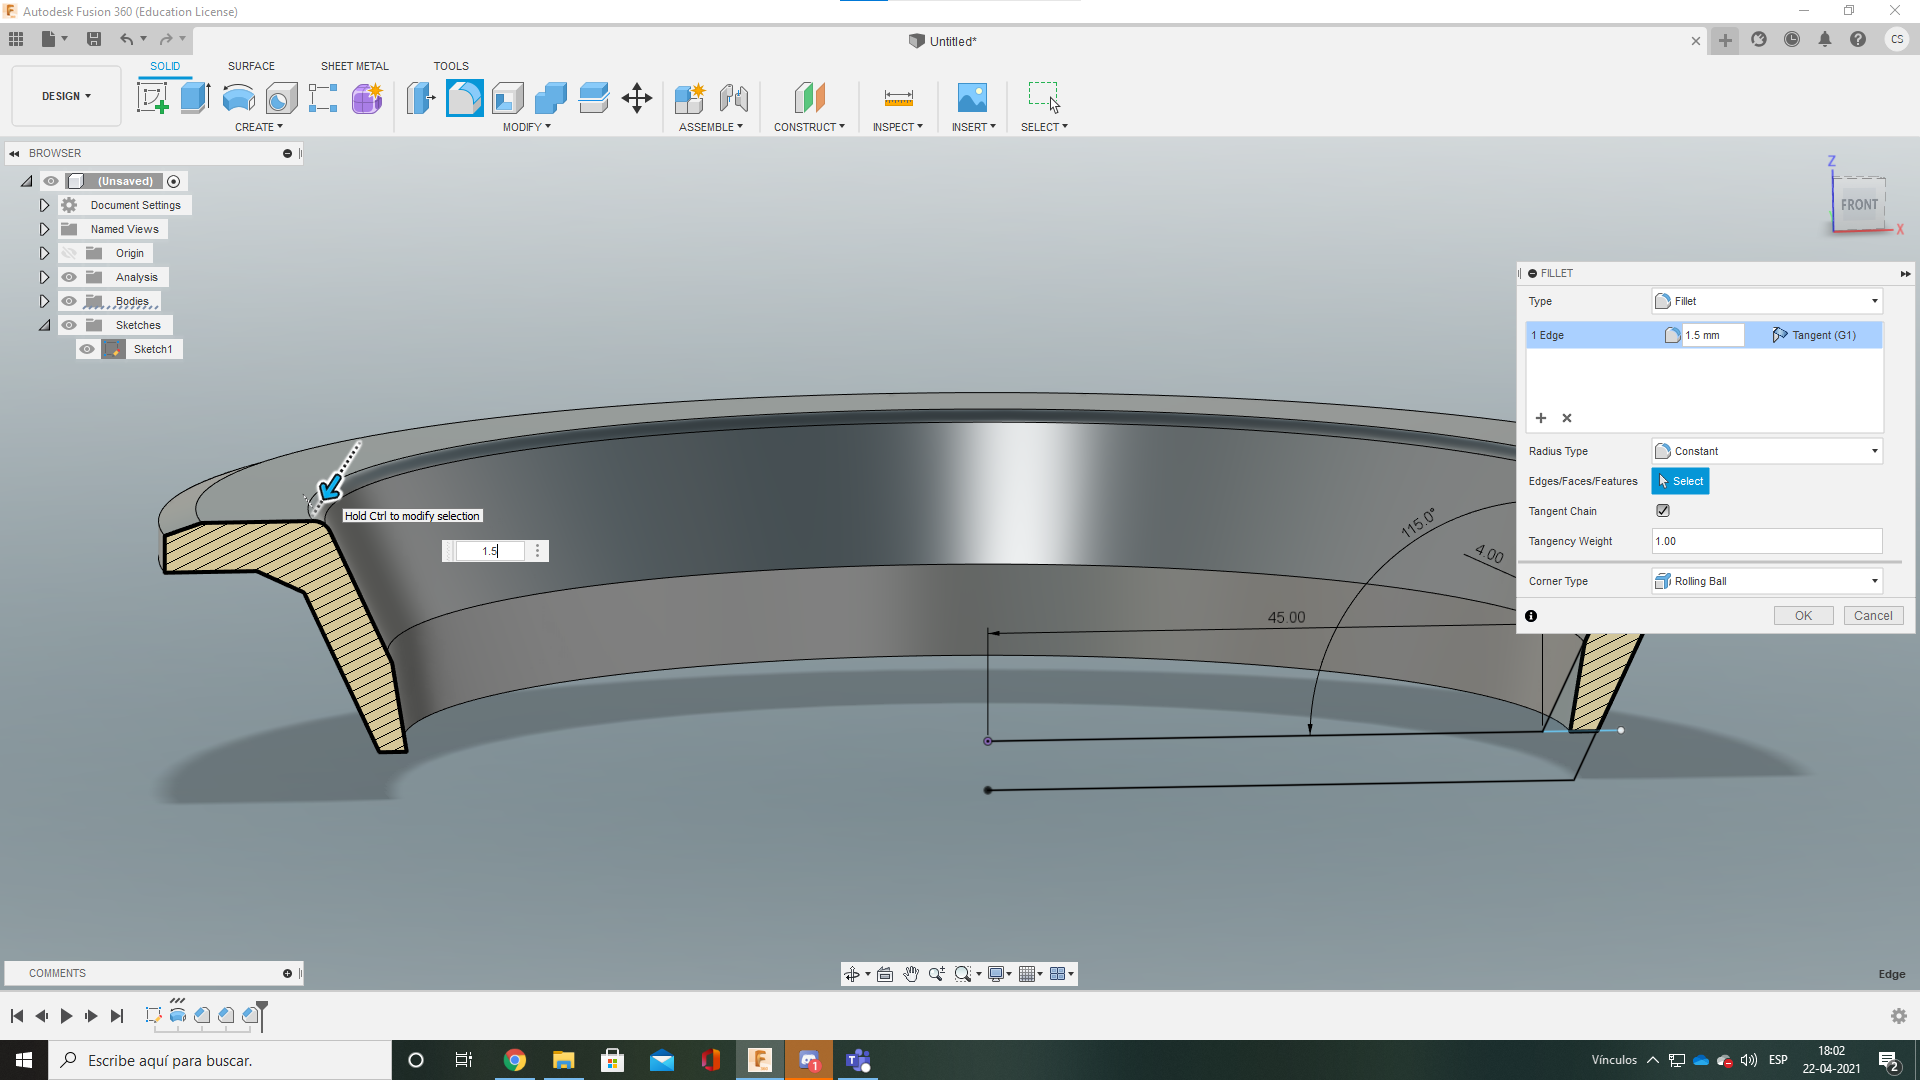 Autodesk Fusion 360 (Education License)
Untitled*
CS
DESIGN
SOLID
SURFACE
SHEET METAL
TOOLS
CREATE
MODIFY
ASSEMBLE
CONSTRUCT
INSPECT
INSERT
SELECT
BROWSER
(Unsaved)
Document Settings
Named Views
Origin
Analysis
Bodies
Sketches
Sketch1
Z
FRONT
X
FILLET
Type
Fillet
1 Edge
1.5 mm
Tangent (G1)
Radius Type
Constant
Edges/Faces/Features
Select
Tangent Chain
Tangency Weight
1.00
Corner Type
Rolling Ball
OK
Cancel
Hold Ctrl to modify selection
1.5
115.0°
4.00
45.00
COMMENTS
Edge
Escribe aquí para buscar.
1
Vínculos
ESP
18:02
22-04-2021
2